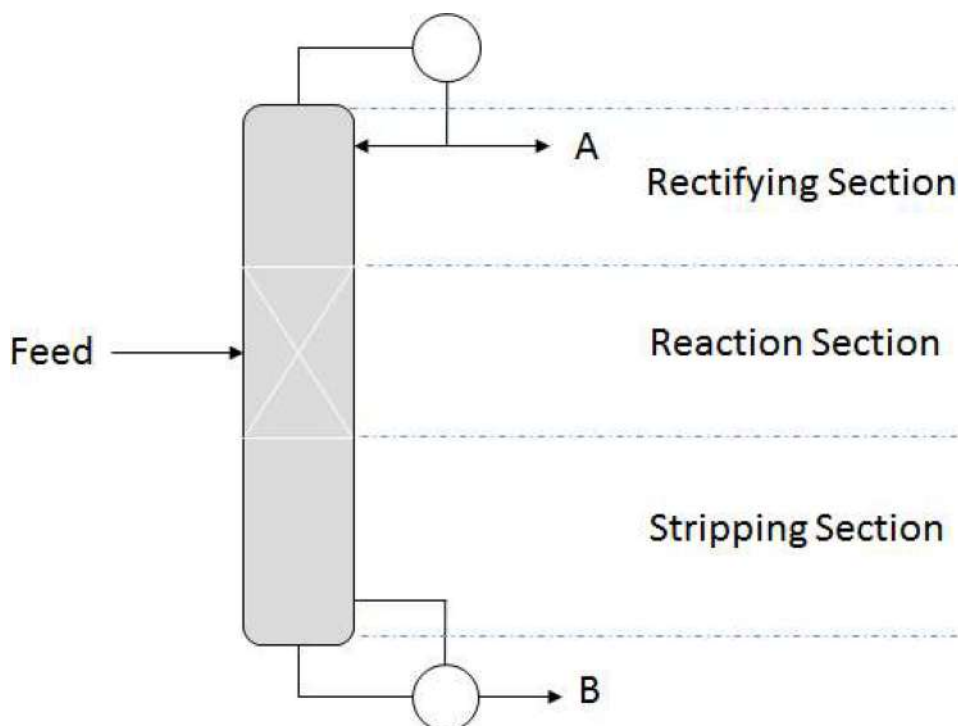 A
Rectifying Section
Feed
Reaction Section
Stripping Section
B